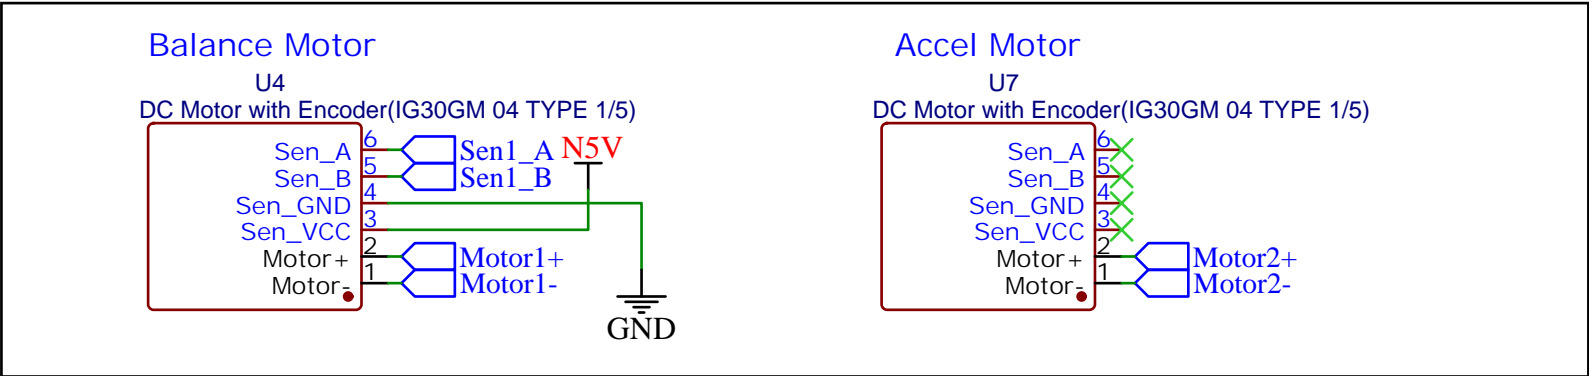 Balance Motor
U4
DC Motor with Encoder(IG30GM 04 TYPE 1/5)
Sen_A 6 Sen1_A N5V
Sen_B 5 Sen1_B
Sen_GND 4
Sen_VCC 3
Motor+ 2 Motor1+
Motor- 1 Motor1-
GND
Accel Motor
U7
DC Motor with Encoder(IG30GM 04 TYPE 1/5)
Sen_A 6
Sen_B 5
Sen_GND 4
Sen_VCC 3
Motor+ 2 Motor2+
Motor- 1 Motor2-